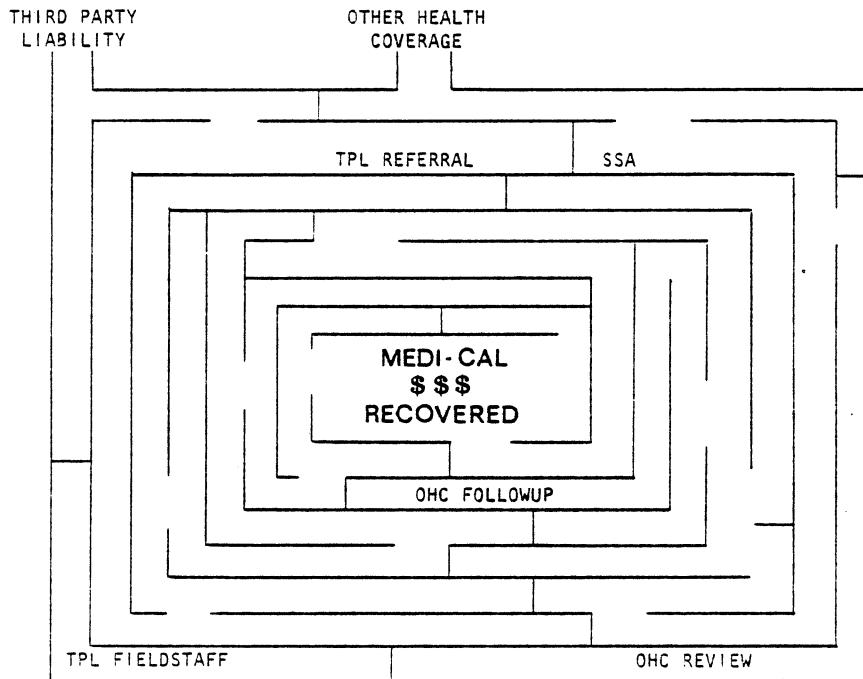 THIRD PARTY
LIABILITY
OTHER HEALTH
COVERAGE
TPL REFERRAL
SSA
MEDI-CAL
$$$
RECOVERED
OHC FOLLOWUP
TPL FIELDSTAFF
OHC REVIEW